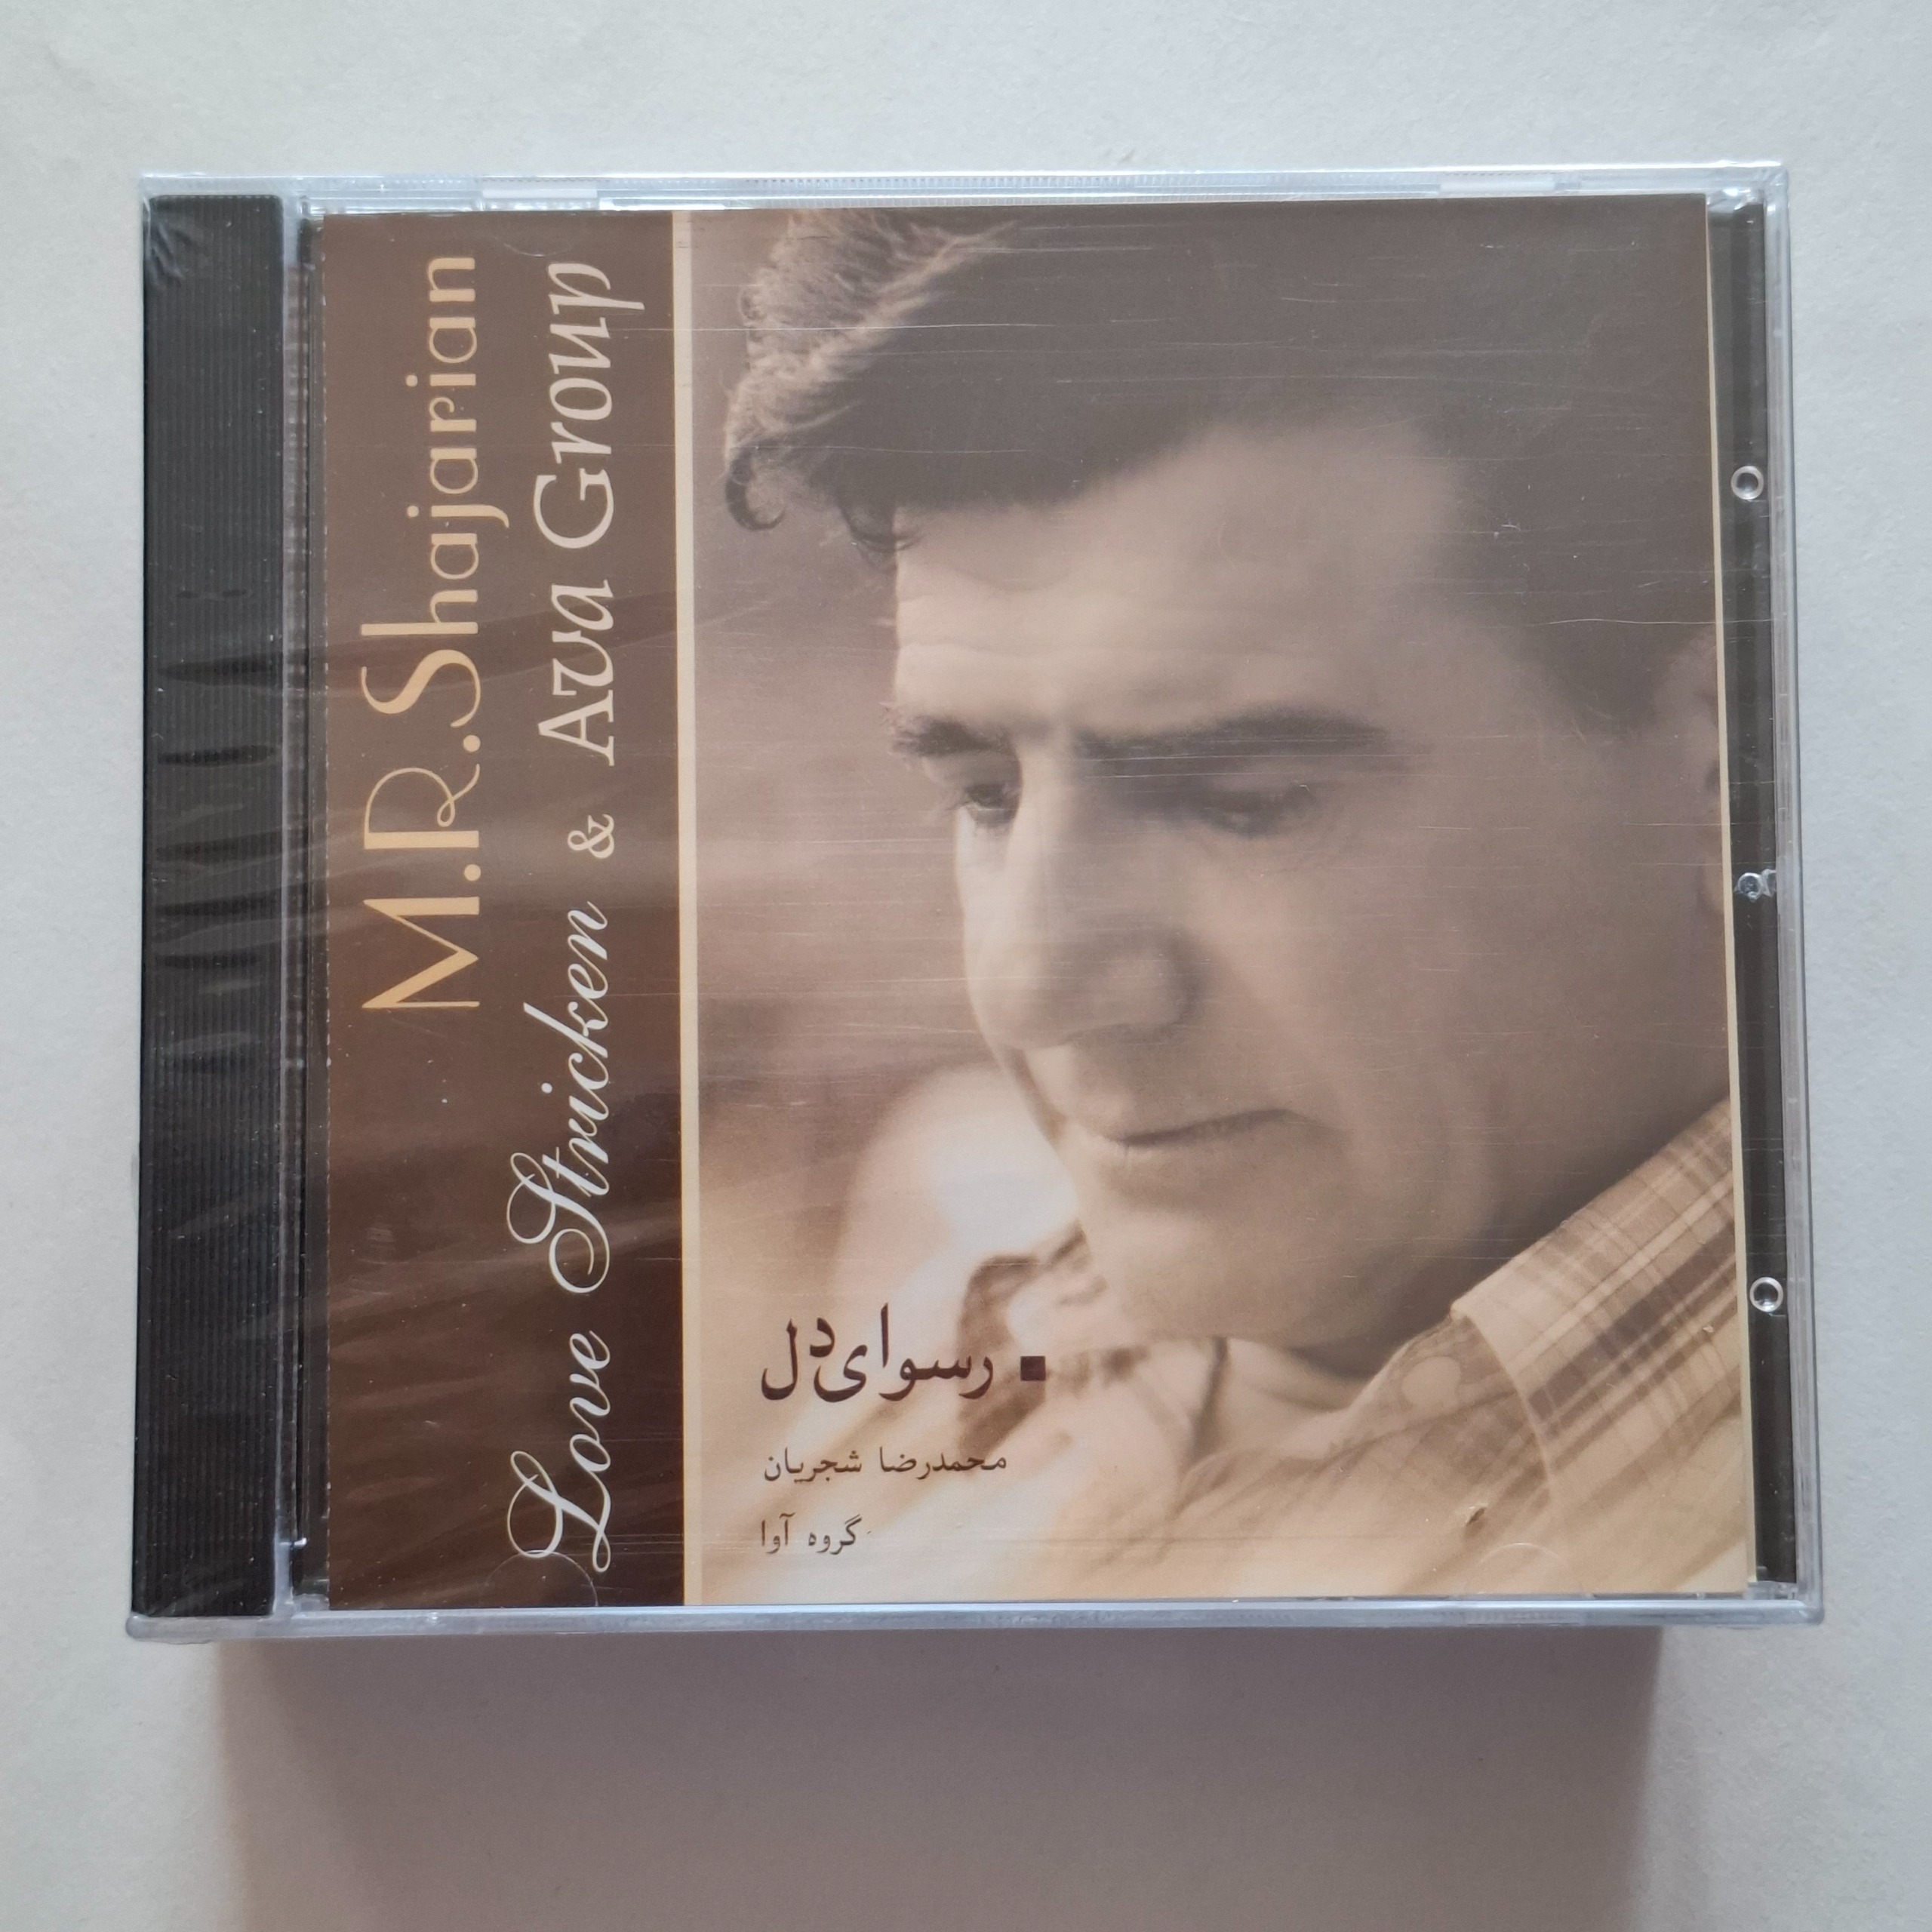 M.R.Shajarian
Love Stricken & Ava Group
رسوای دل
محمدرضا شجریان
گروه آوا